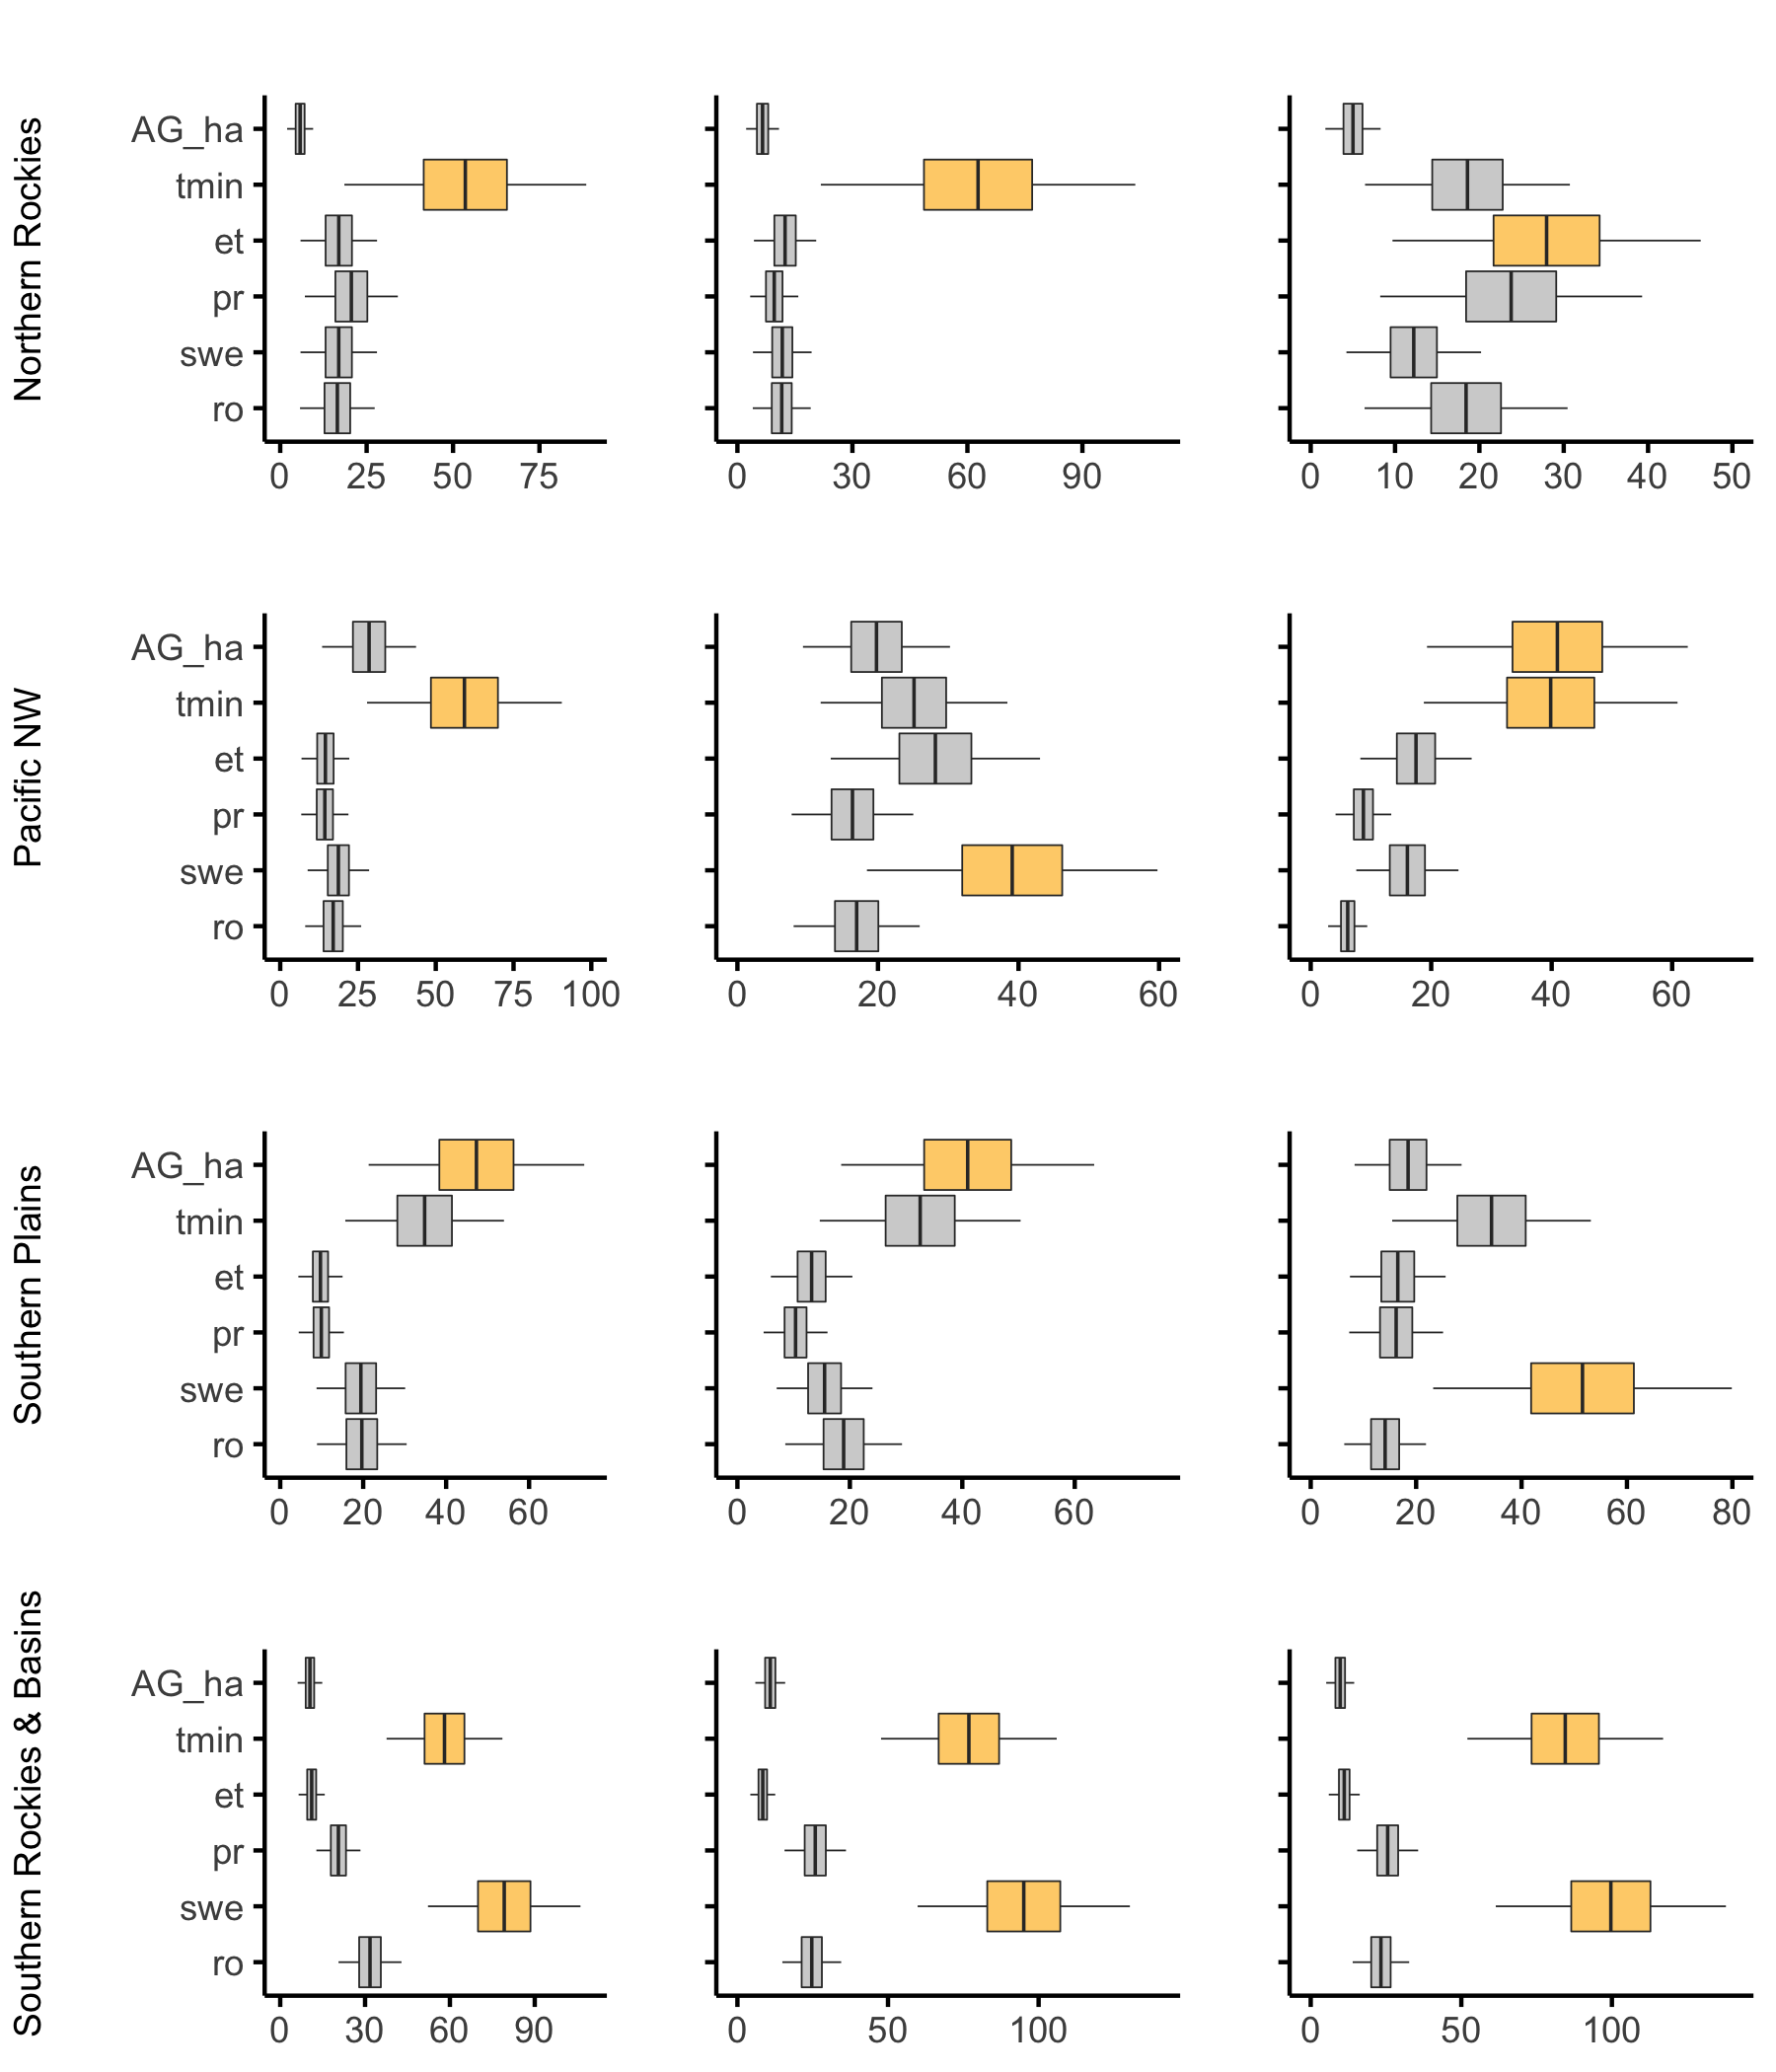 Northern Rockies
AG_ha
tmin
et
pr
swe
ro
0 25 50 75
0 30 60 90
0 10 20 30 40 50
Pacific NW
AG_ha
tmin
et
pr
swe
ro
0 25 50 75 100
0 20 40 60
0 20 40 60
Southern Plains
AG_ha
tmin
et
pr
swe
ro
0 20 40 60
0 20 40 60
0 20 40 60 80
Southern Rockies & Basins
AG_ha
tmin
et
pr
swe
ro
0 30 60 90
0 50 100
0 50 100